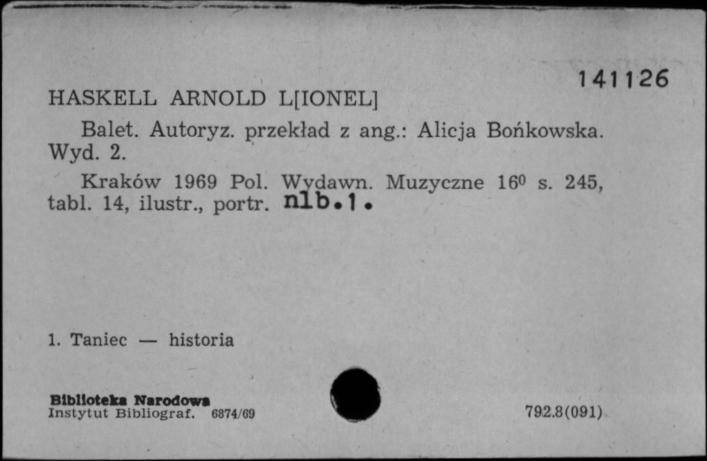 141126
HASKELL ARNOLD L[IONEL]
Balet. Autoryz. przekład z ang.: Alicja Bońkowska.
Wyd. 2.
Kraków 1969 Pol. Wydawn. Muzyczne 16⁰ s. 245,
tabl. 14, ilustr., portr. nlb.1.
1. Taniec — historia
Biblioteka Narodowa
Instytut Bibliograf. 6874/69
792.8(091)